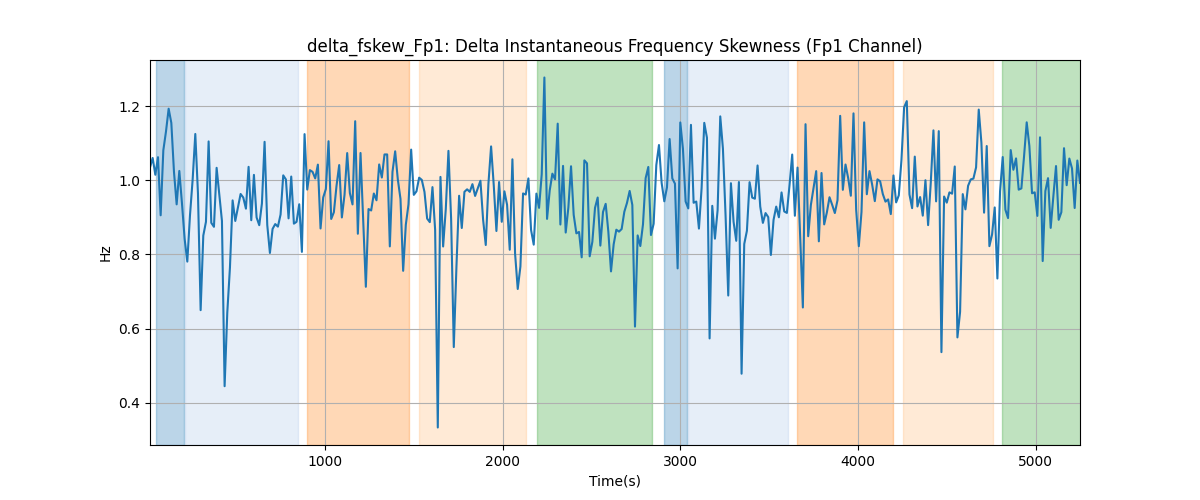 delta_fskew_Fp1: Delta Instantaneous Frequency Skewness (Fp1 Channel)
1.2
1.0
0.8
0.6
0.4
Hz
1000 2000 3000 4000 5000
Time(s)